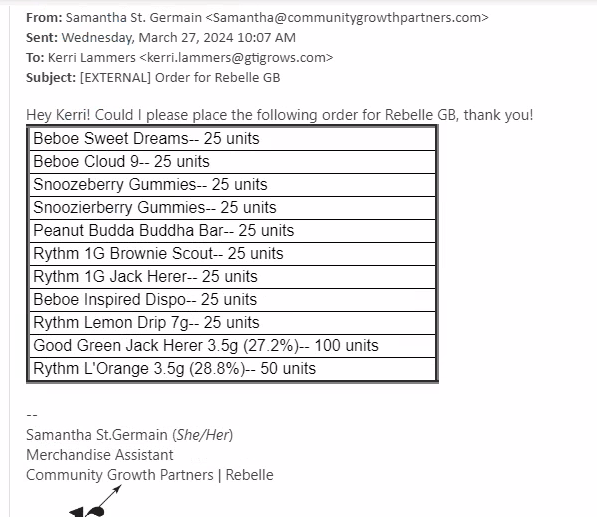 From: Samantha St. Germain <Samantha@communitygrowthpartners.com>
Sent: Wednesday, March 27, 2024 10:07 AM
To: Kerri Lammers <kerri.lammers@gtigrows.com>
Subject: [EXTERNAL] Order for Rebelle GB
Hey Kerri! Could I please place the following order for Rebelle GB, thank you!
Beboe Sweet Dreams-- 25 units
Beboe Cloud 9-- 25 units
Snoozeberry Gummies-- 25 units
Snoozierberry Gummies-- 25 units
Peanut Budda Buddha Bar-- 25 units
Rythm 1G Brownie Scout-- 25 units
Rythm 1G Jack Herer-- 25 units
Beboe Inspired Dispo-- 25 units
Rythm Lemon Drip 7g-- 25 units
Good Green Jack Herer 3.5g (27.2%)-- 100 units
Rythm L'Orange 3.5g (28.8%)-- 50 units
--
Samantha St.Germain (She/Her)
Merchandise Assistant
Community Growth Partners | Rebelle